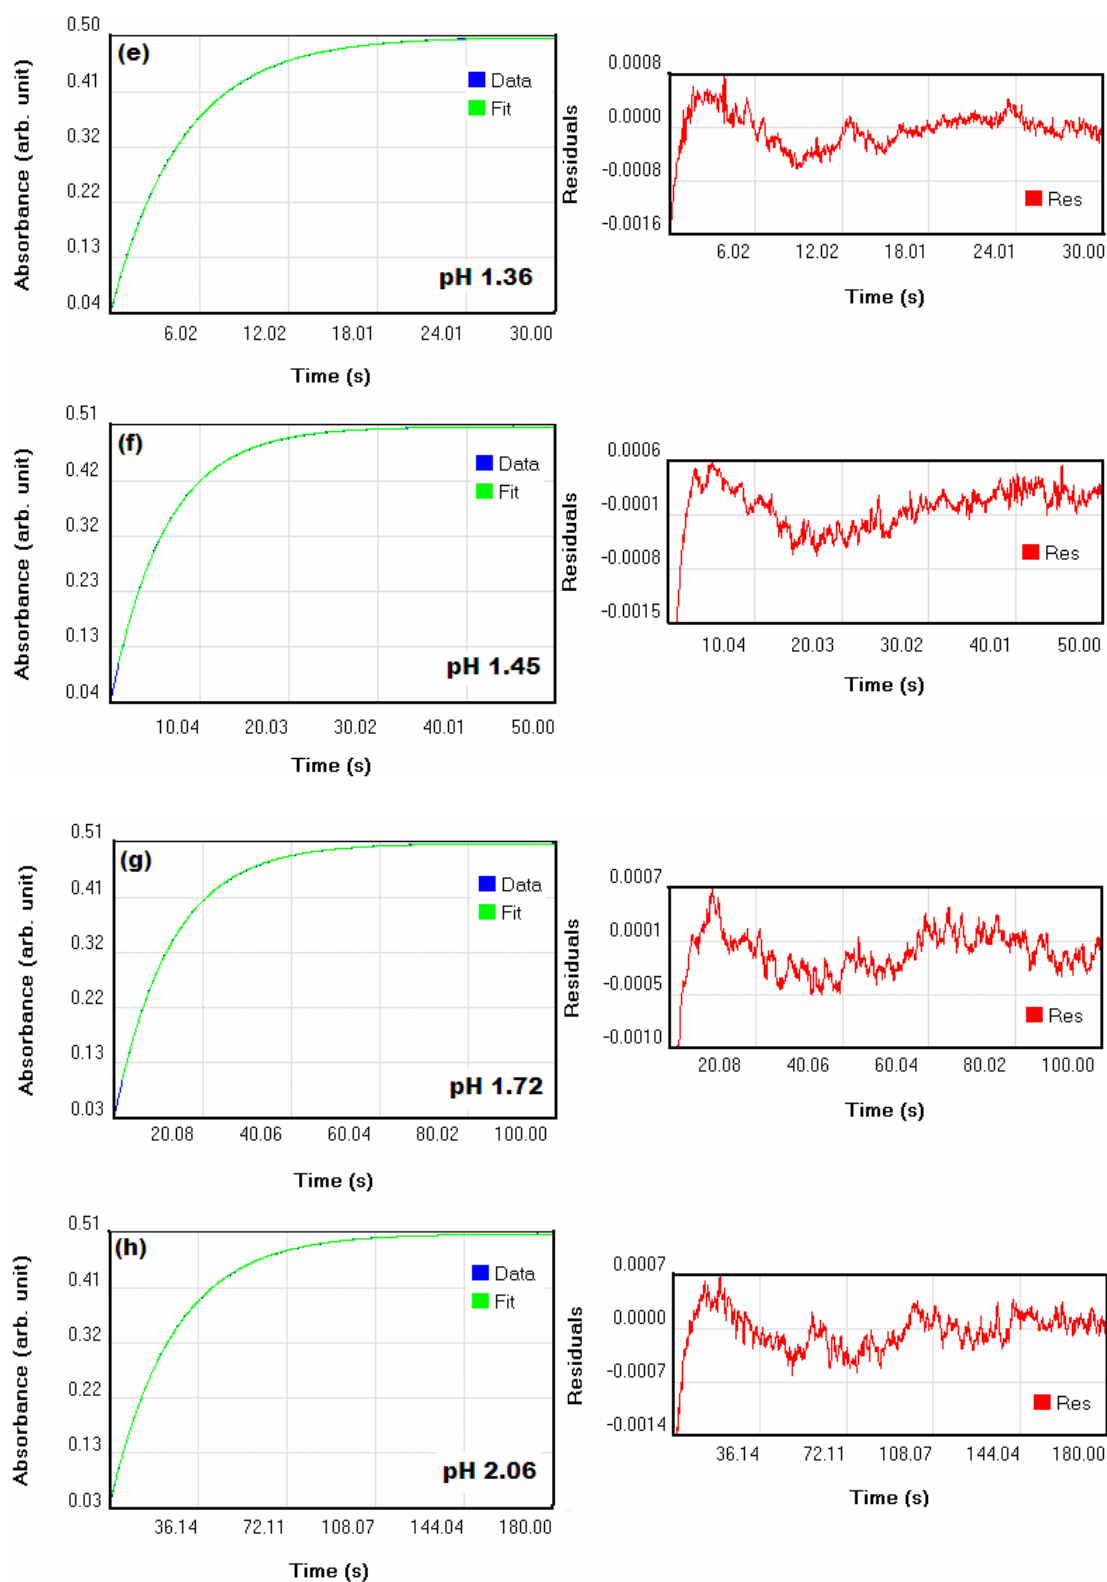 0.50
(e)
Data
Fit
0.41
0.32
0.22
0.13
0.04
pH 1.36
Absorbance (arb. unit)
6.02 12.02 18.01 24.01 30.00
Time (s)
0.0008
0.0000
-0.0008
-0.0016
Residuals
Res
6.02 12.02 18.01 24.01 30.00
Time (s)
0.51
(f)
Data
Fit
0.42
0.32
0.23
0.13
0.04
pH 1.45
Absorbance (arb. unit)
10.04 20.03 30.02 40.01 50.00
Time (s)
0.0006
-0.0001
-0.0008
-0.0015
Residuals
Res
10.04 20.03 30.02 40.01 50.00
Time (s)
0.51
(g)
Data
Fit
0.41
0.32
0.22
0.13
0.03
pH 1.72
Absorbance (arb. unit)
20.08 40.06 60.04 80.02 100.00
Time (s)
0.0007
0.0001
-0.0005
-0.0010
Residuals
Res
20.08 40.06 60.04 80.02 100.00
Time (s)
0.51
(h)
Data
Fit
0.41
0.32
0.22
0.13
0.03
pH 2.06
Absorbance (arb. unit)
36.14 72.11 108.07 144.04 180.00
Time (s)
0.0007
0.0000
-0.0007
-0.0014
Residuals
Res
36.14 72.11 108.07 144.04 180.00
Time (s)